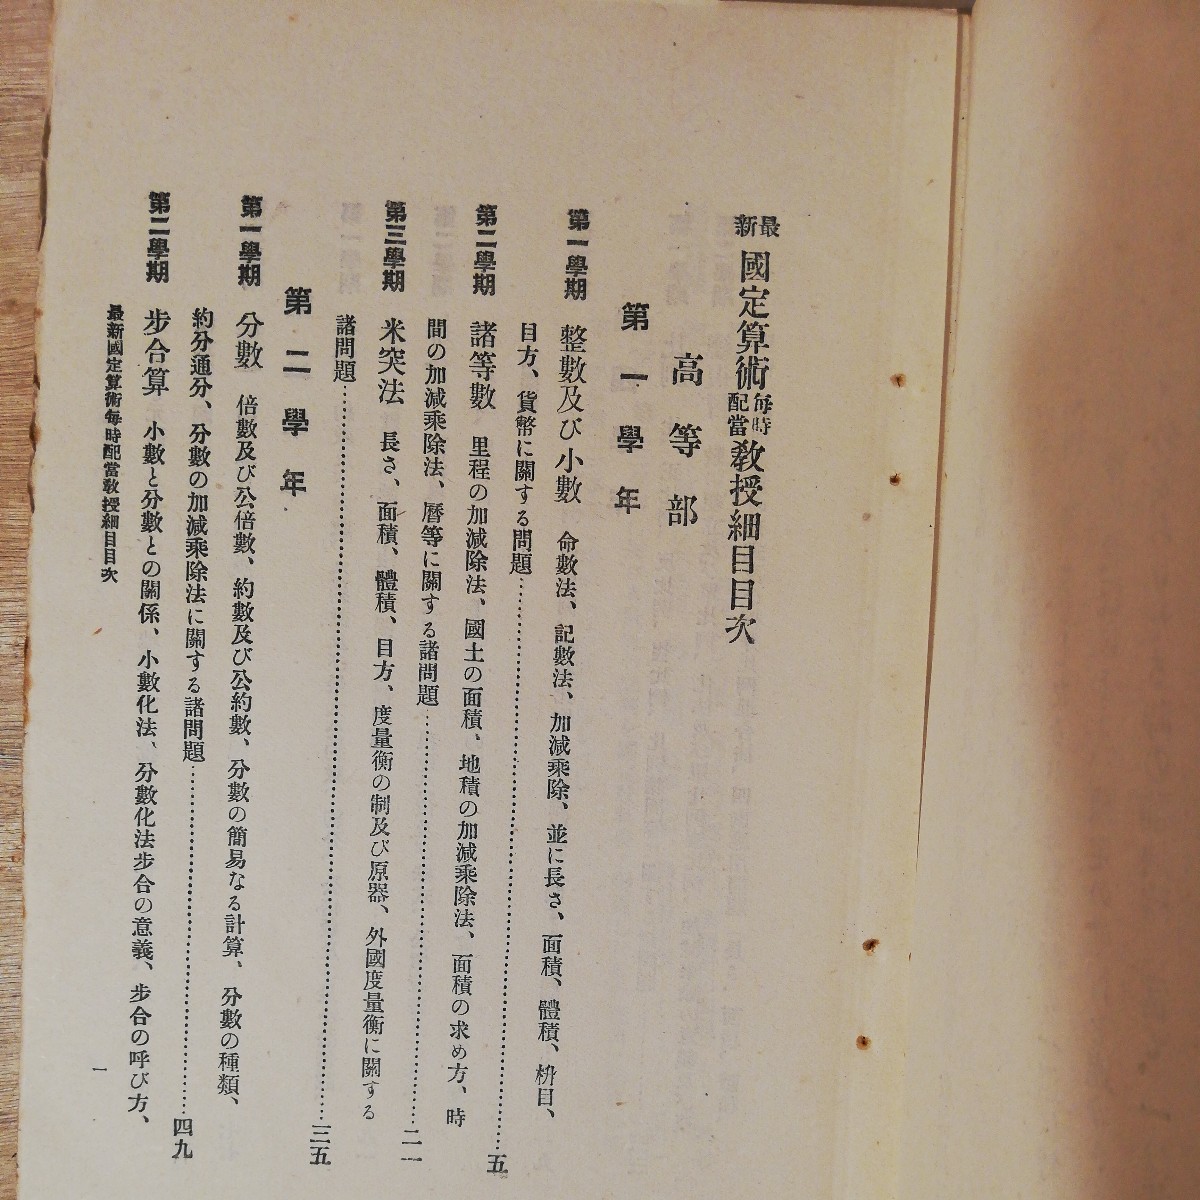 最新國定算術每時配當教授細目目次
高等部
第一學年
第一學期 整數及び小數 命數法、記數法、加減乘除、並に長さ、面積、體積、枡目、
目方、貨幣に關する問題……五
第二學期 諸等數 里程の加減除法、國土の面積、地積の加減乘除法、面積の求め方、時
間の加減乘除法、曆等に關する諸問題……二一
第三學期 米突法 長さ、面積、體積、目方、度量衡の制及び原器、外國度量衡に關する
諸問題……三五
第二學年
第一學期 分數 倍數及び公倍數、約數及び公約數、分數の簡易なる計算、分數の種類、
約分通分、分數の加減乘除法に關する諸問題……四九
第二學期 步合算 小數と分數との關係、小數化法、分數化法步合の意義、步合の呼び方、
最新國定算術每時配當教授細目目次
一